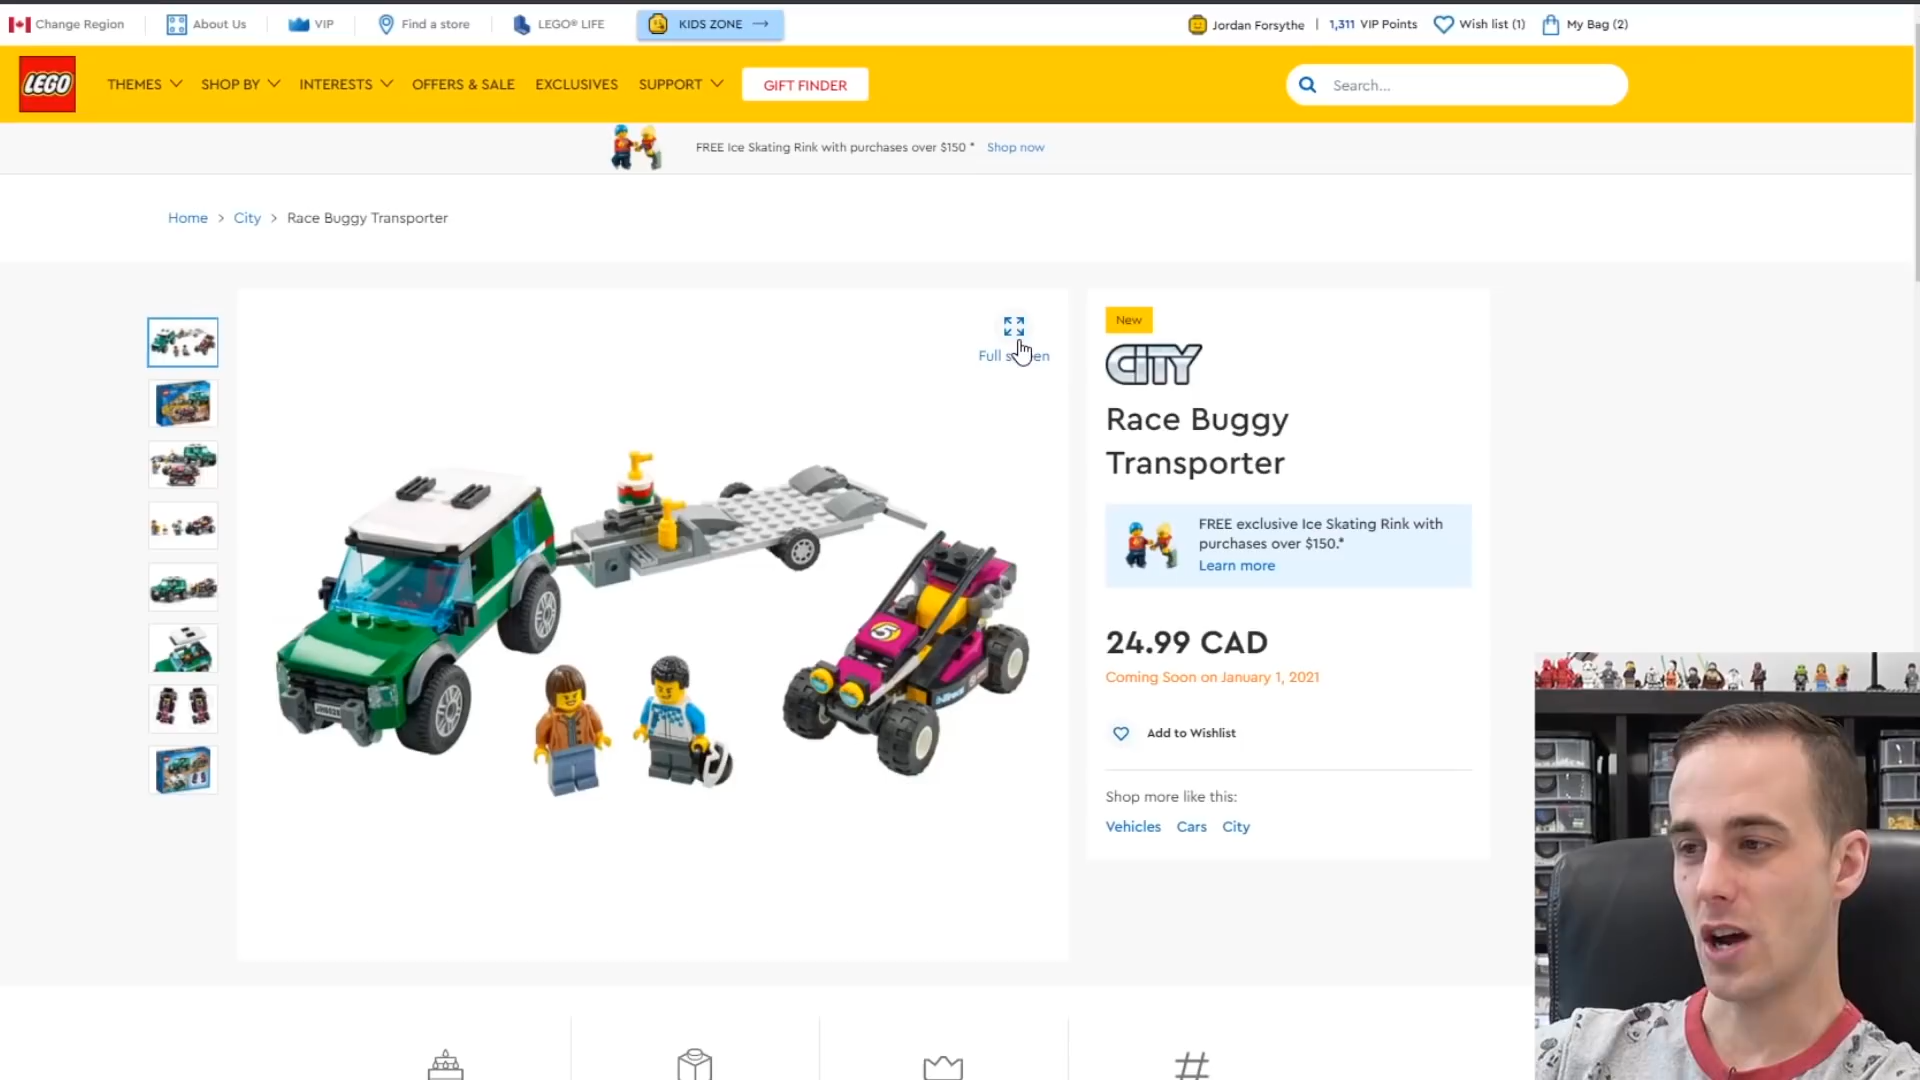 Change Region
About Us
VIP
Find a store
LEGO® LIFE
KIDS ZONE
Jordan Forsythe | 1,311 VIP Points
Wish list (1)
My Bag (2)
LEGO
THEMES
SHOP BY
INTERESTS
OFFERS & SALE
EXCLUSIVES
SUPPORT
GIFT FINDER
Search...
FREE Ice Skating Rink with purchases over $150 * Shop now
Home > City > Race Buggy Transporter
Full
New
CITY
Race Buggy
Transporter
FREE exclusive Ice Skating Rink with
purchases over $150.*
Learn more
24.99 CAD
Coming Soon on January 1, 2021
Add to Wishlist
Shop more like this:
Vehicles Cars City
5
#